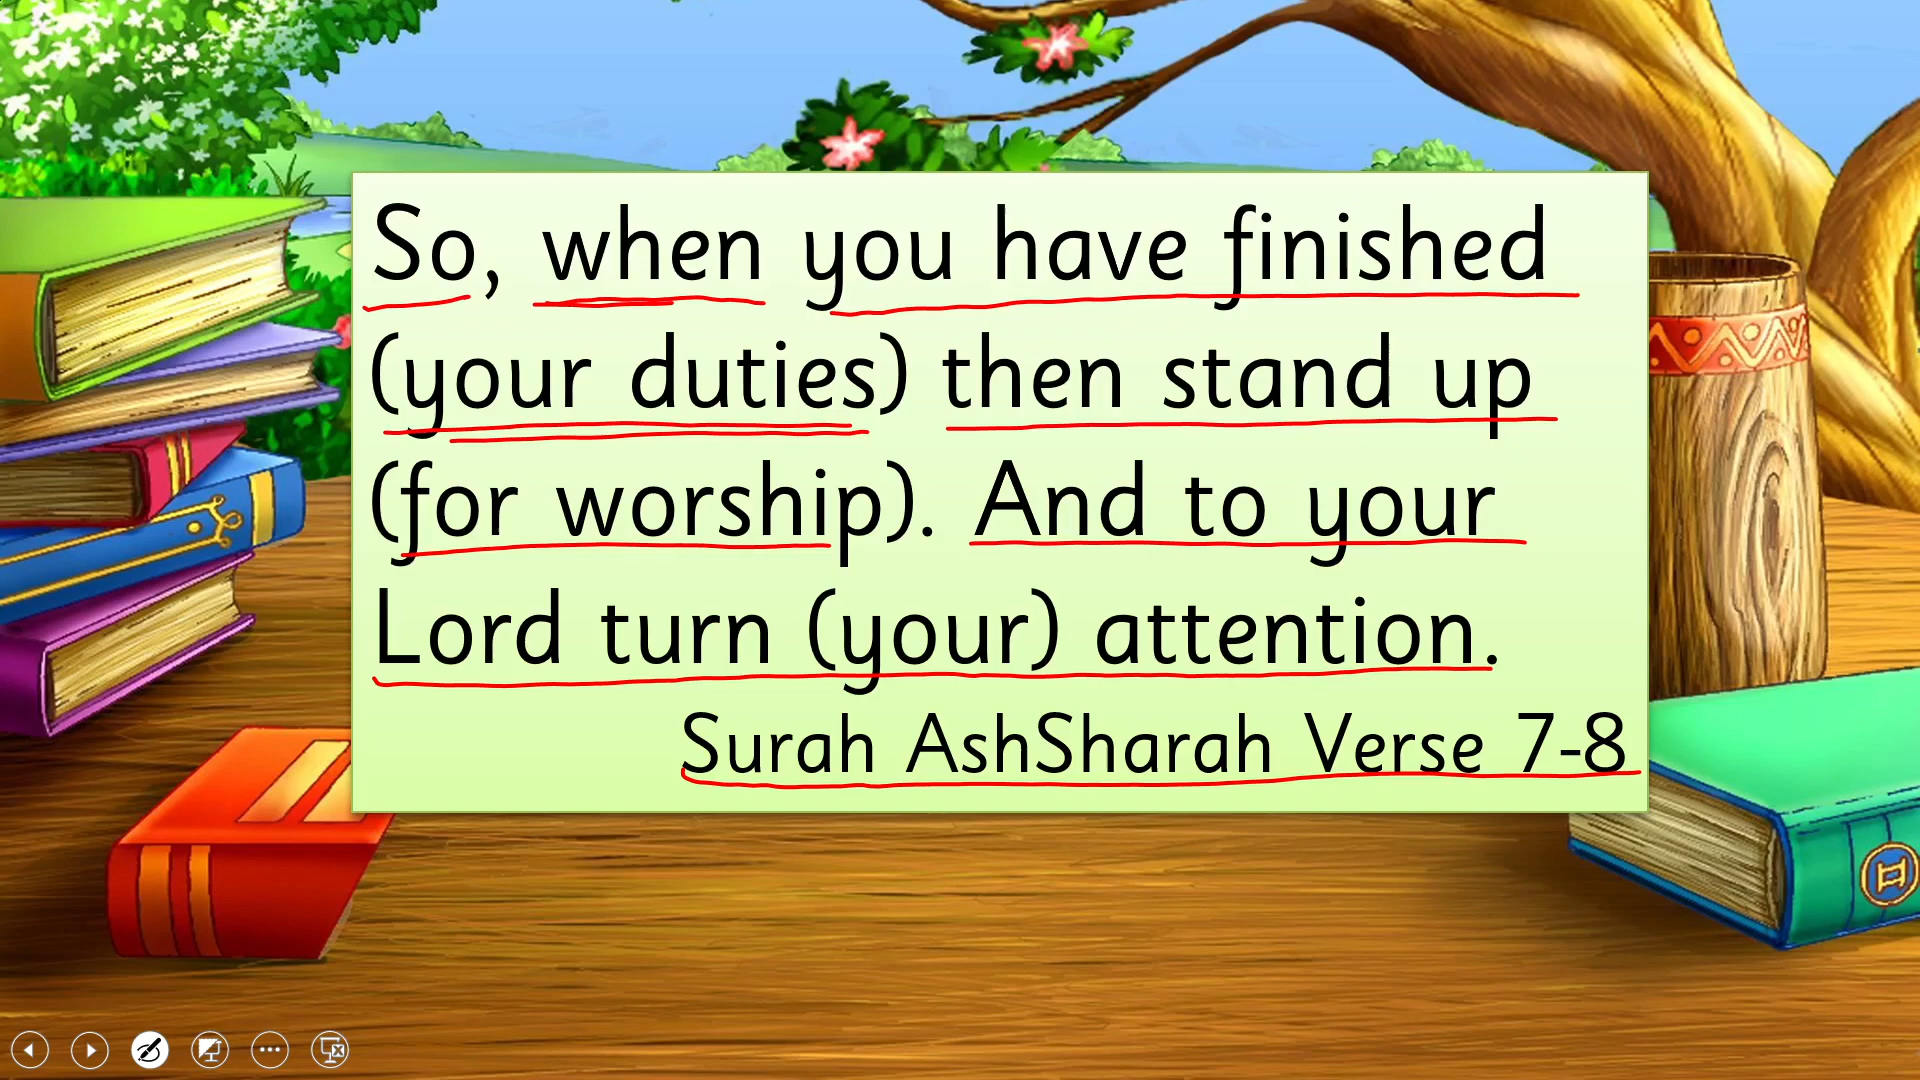 So, when you have finished
(your duties) then stand up
(for worship). And to your
Lord turn (your) attention.
Surah AshSharah Verse 7-8